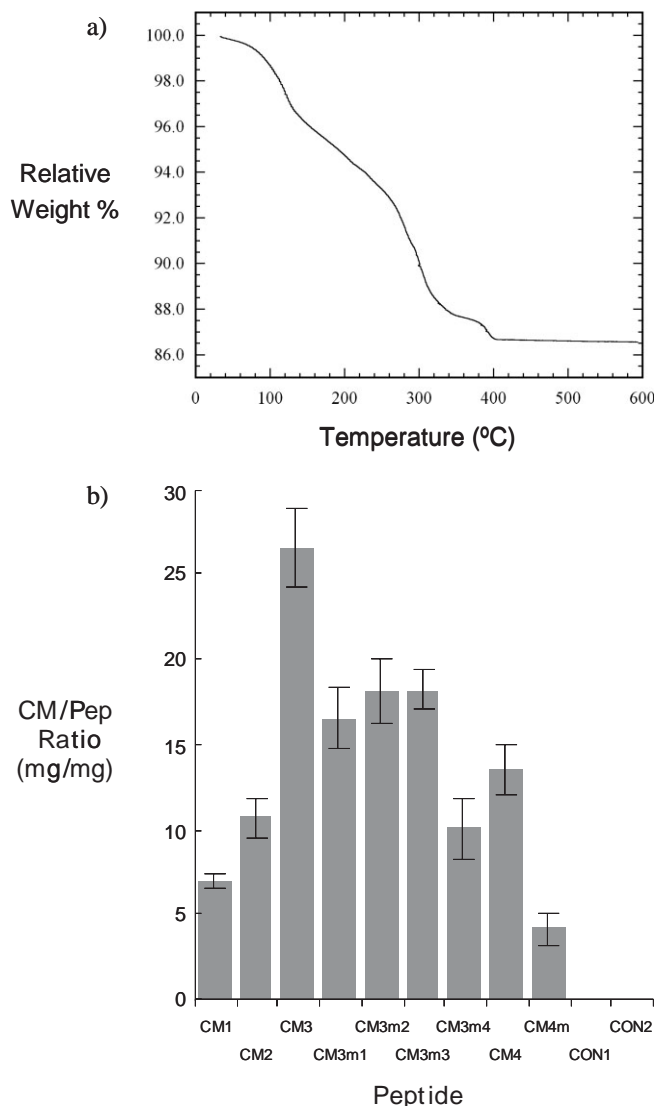 a)
100.0
98.0
96.0
94.0
92.0
90.0
88.0
86.0
Relative
Weight %
0 100 200 300 400 500 600
Temperature (ºC)
b)
30
25
20
15
10
5
0
CM/Pep
Ratio
(mg/mg)
CM1 CM3 CM3m2 CM3m4 CM4m CON2
CM2 CM3m1 CM3m3 CM4 CON1
Peptide